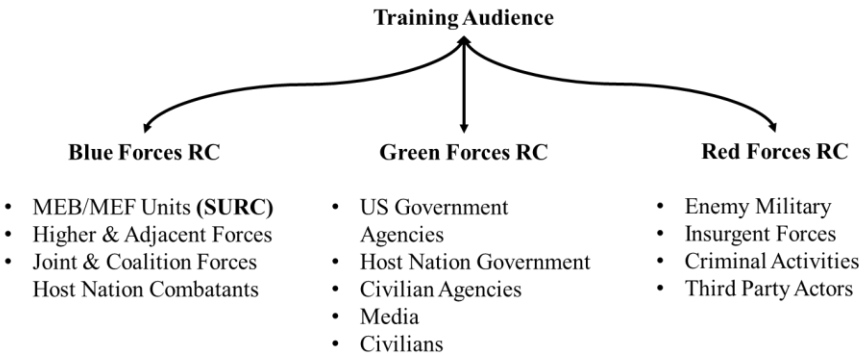 Training Audience
Blue Forces RC
• MEB/MEF Units (SURC)
• Higher & Adjacent Forces
• Joint & Coalition Forces
Host Nation Combatants
Green Forces RC
• US Government
Agencies
• Host Nation Government
• Civilian Agencies
• Media
• Civilians
Red Forces RC
• Enemy Military
• Insurgent Forces
• Criminal Activities
• Third Party Actors